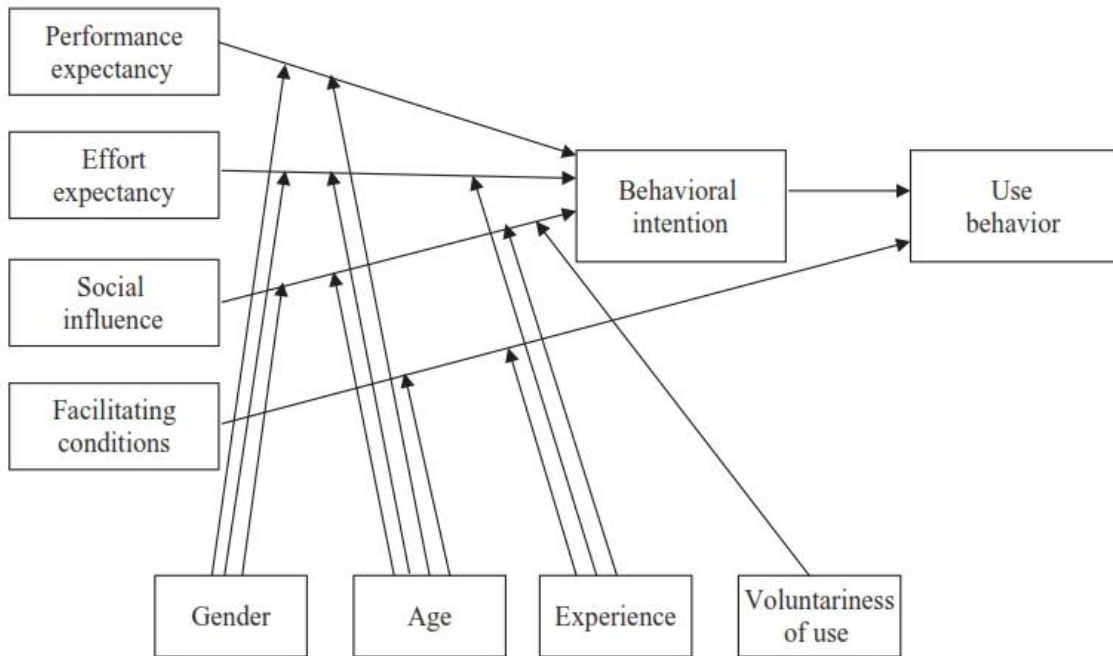 Performance
expectancy
Effort
expectancy
Social
influence
Facilitating
conditions
Behavioral
intention
Use
behavior
Gender
Age
Experience
Voluntariness
of use